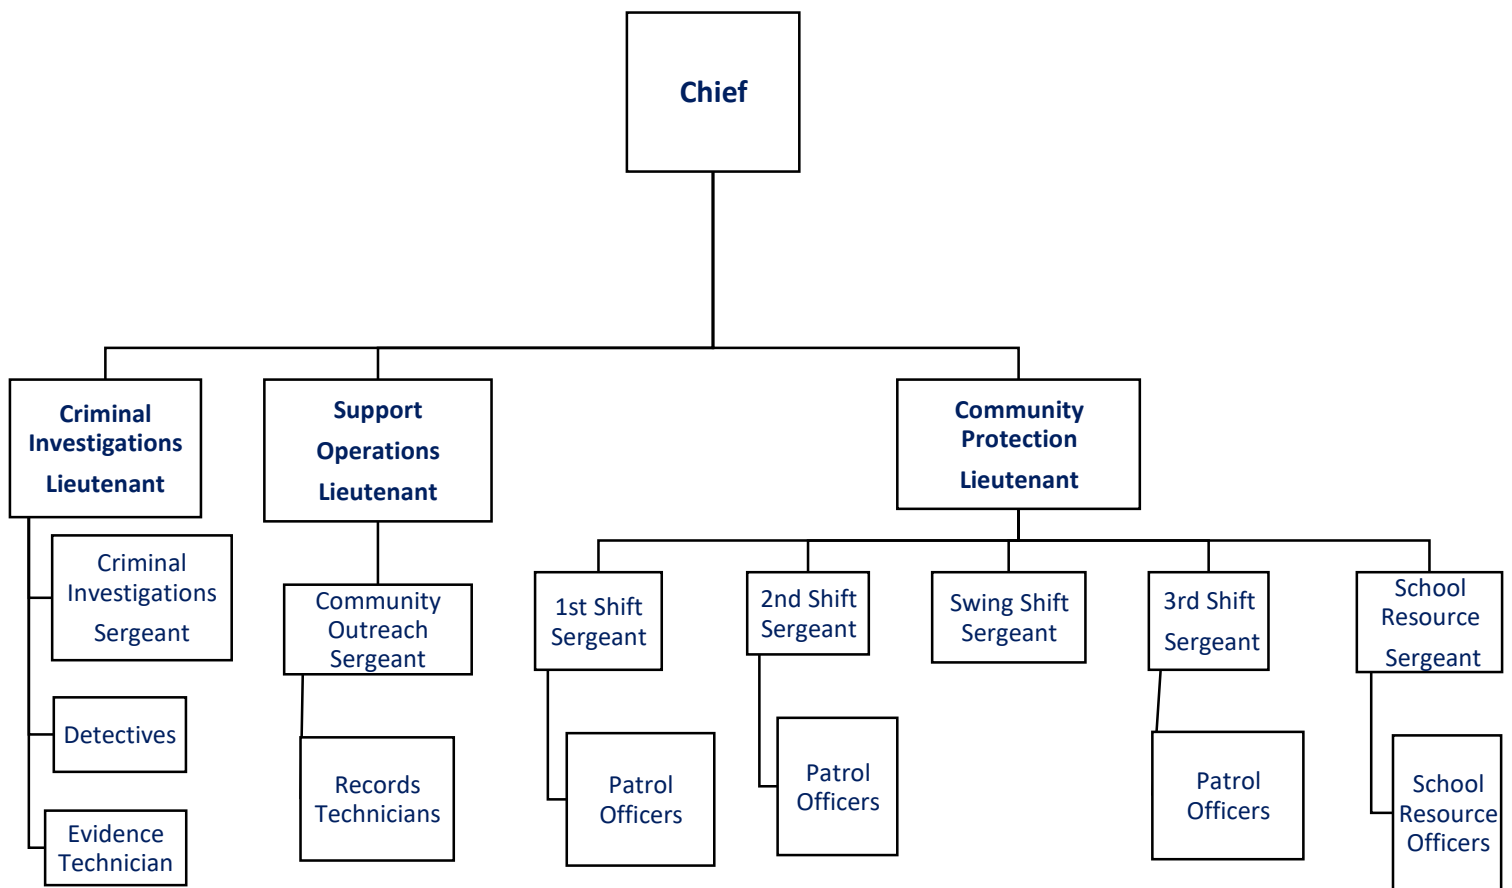 Chief
Criminal
Investigations
Lieutenant
Support
Operations
Lieutenant
Community
Protection
Lieutenant
Criminal
Investigations
Sergeant
Detectives
Evidence
Technician
Community
Outreach
Sergeant
Records
Technicians
1st Shift
Sergeant
Patrol
Officers
2nd Shift
Sergeant
Patrol
Officers
Swing Shift
Sergeant
3rd Shift
Sergeant
Patrol
Officers
School
Resource
Sergeant
School
Resource
Officers